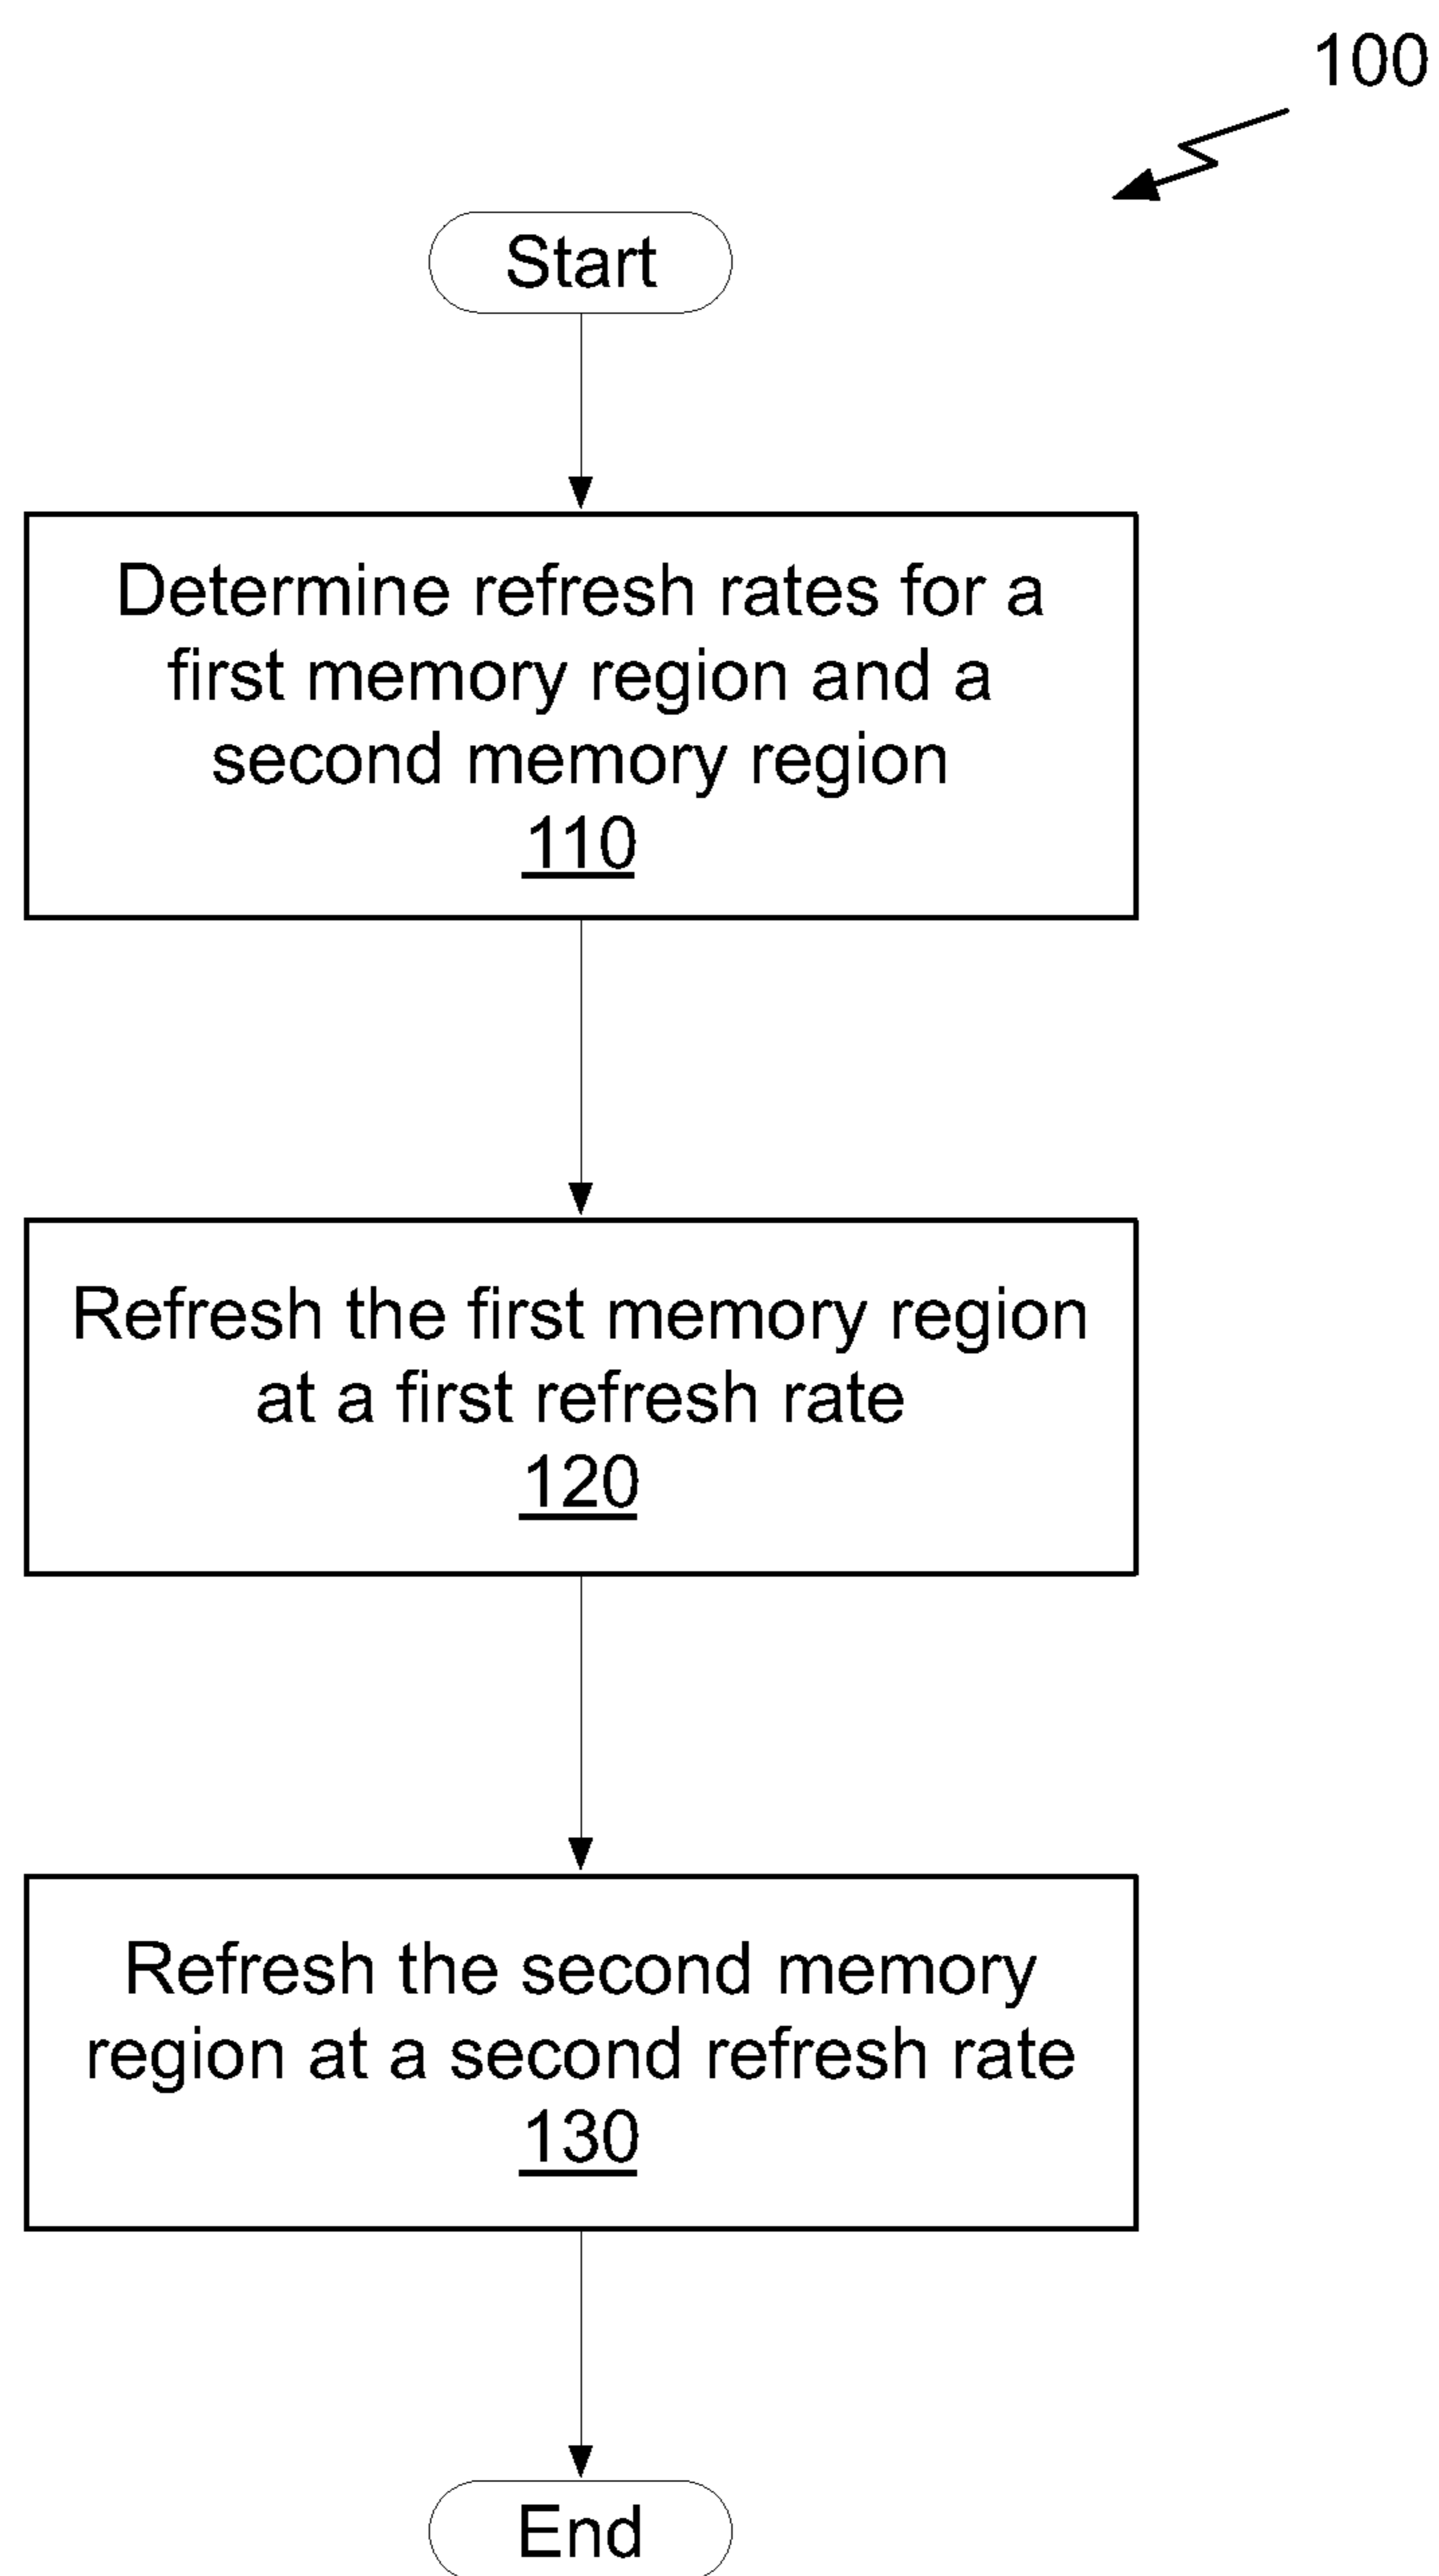 100
Start
Determine refresh rates for a
first memory region and a
second memory region
110
Refresh the first memory region
at a first refresh rate
120
Refresh the second memory
region at a second refresh rate
130
End